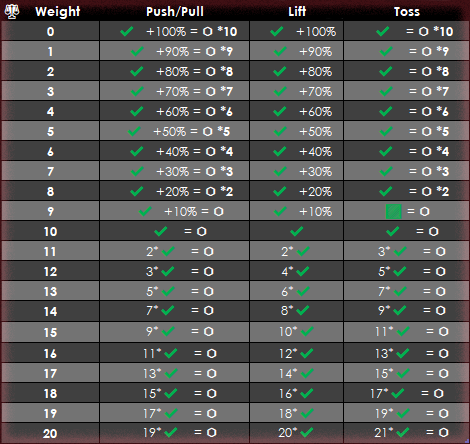 Weight Push/Pull Lift Toss
0 ✓ +100% = O *10 ✓ +100% ✓ = O *10
1 ✓ +90% = O *9 ✓ +90% ✓ = O *9
2 ✓ +80% = O *8 ✓ +80% ✓ = O *8
3 ✓ +70% = O *7 ✓ +70% ✓ = O *7
4 ✓ +60% = O *6 ✓ +60% ✓ = O *6
5 ✓ +50% = O *5 ✓ +50% ✓ = O *5
6 ✓ +40% = O *4 ✓ +40% ✓ = O *4
7 ✓ +30% = O *3 ✓ +30% ✓ = O *3
8 ✓ +20% = O *2 ✓ +20% ✓ = O *2
9 ✓ +10% = O ✓ +10% ✓ = O
10 ✓ = O ✓ ✓ = O
11 2* ✓ = O 2* ✓ 3* ✓ = O
12 3* ✓ = O 4* ✓ 5* ✓ = O
13 5* ✓ = O 6* ✓ 7* ✓ = O
14 7* ✓ = O 8* ✓ 9* ✓ = O
15 9* ✓ = O 10* ✓ 11* ✓ = O
16 11* ✓ = O 12* ✓ 13* ✓ = O
17 13* ✓ = O 14* ✓ 15* ✓ = O
18 15* ✓ = O 16* ✓ 17* ✓ = O
19 17* ✓ = O 18* ✓ 19* ✓ = O
20 19* ✓ = O 20* ✓ 21* ✓ = O